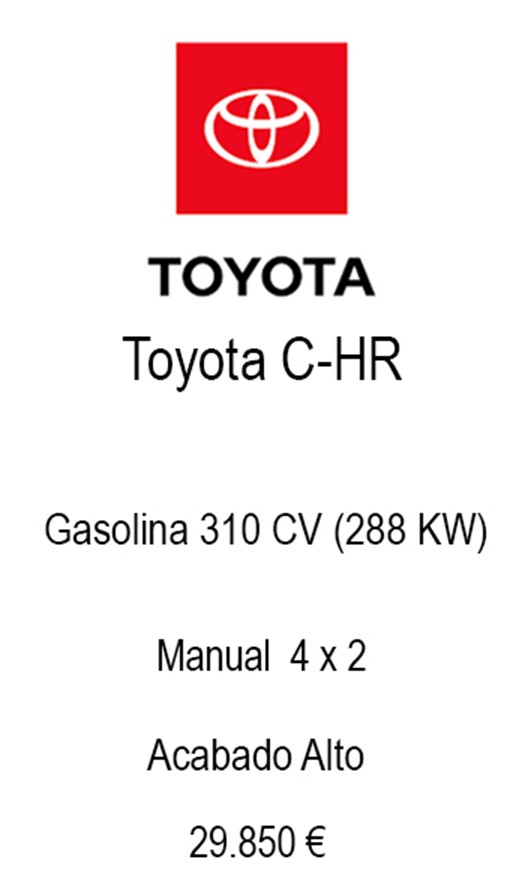 TOYOTA
Toyota C-HR
Gasolina 310 CV (288 KW)
Manual 4 x 2
Acabado Alto
29.850 €